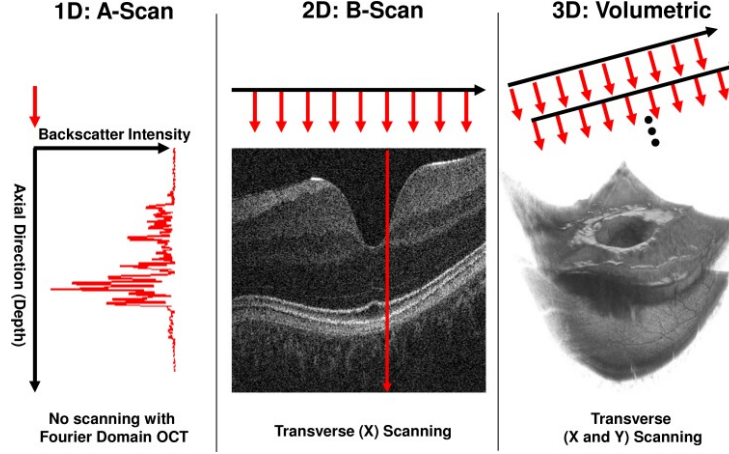 1D: A-Scan
Backscatter Intensity
Axial Direction (Depth)
No scanning with
Fourier Domain OCT
2D: B-Scan
Transverse (X) Scanning
3D: Volumetric
Transverse
(X and Y) Scanning